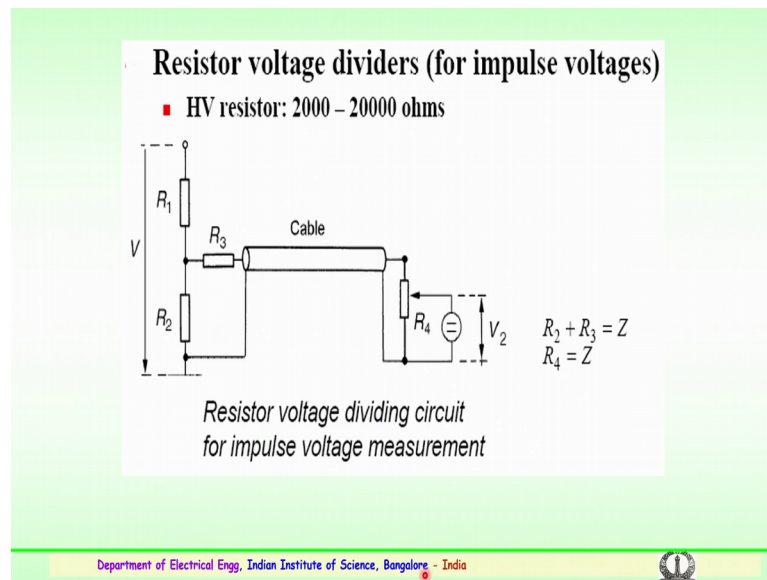 Resistor voltage dividers (for impulse voltages)
HV resistor: 2000 – 20000 ohms
R1
V
R3
Cable
R2
R4
V2
R2 + R3 = Z
R4 = Z
Resistor voltage dividing circuit
for impulse voltage measurement
Department of Electrical Engg, Indian Institute of Science, Bangalore - India